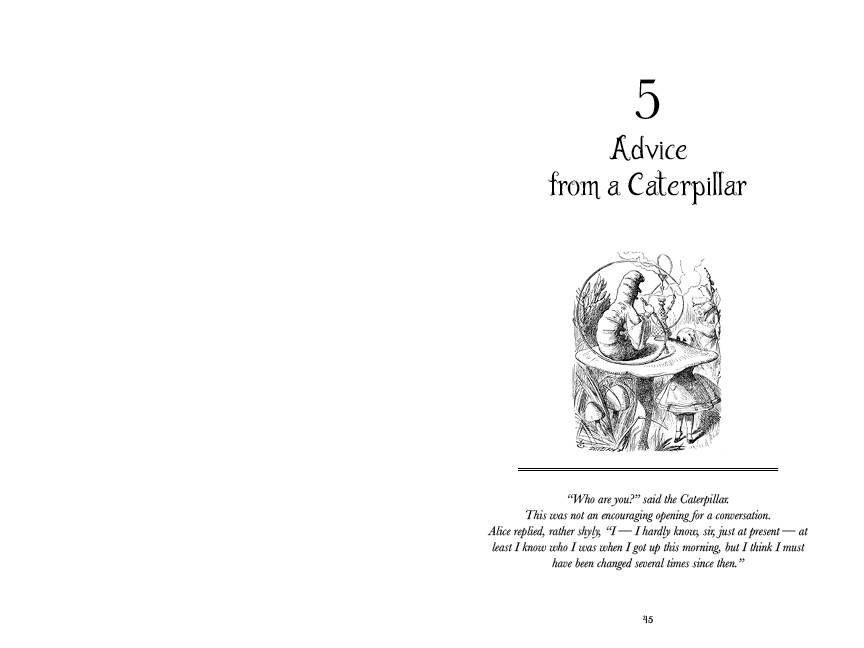 5
Advice
from a Caterpillar
“Who are you?” said the Caterpillar.
This was not an encouraging opening for a conversation.
Alice replied, rather shyly, “I — I hardly know, sir, just at present — at
least I know who I was when I got up this morning, but I think I must
have been changed several times since then.”
45